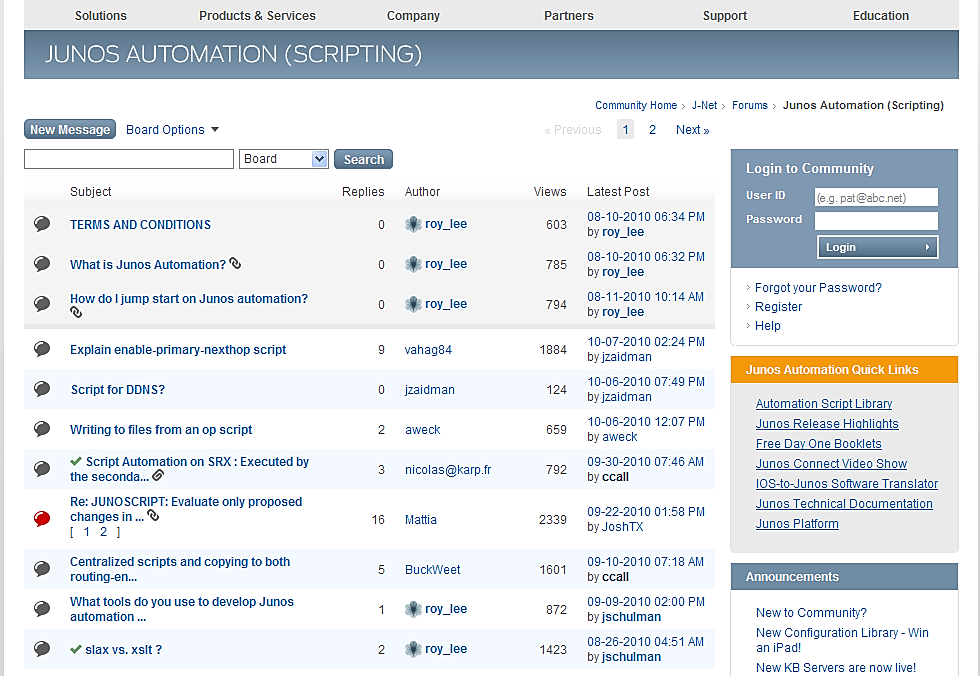 Solutions Products & Services Company Partners Support Education
JUNOS AUTOMATION (SCRIPTING)
Community Home › J-Net › Forums › Junos Automation (Scripting)
New Message Board Options « Previous 1 2 Next »
Board Search
Subject Replies Author Views Latest Post
TERMS AND CONDITIONS 0 roy_lee 603 08-10-2010 06:34 PM
by roy_lee
What is Junos Automation? 0 roy_lee 785 08-10-2010 06:32 PM
by roy_lee
How do I jump start on Junos automation? 0 roy_lee 794 08-11-2010 10:14 AM
by roy_lee
Explain enable-primary-nexthop script 9 vahag84 1884 10-07-2010 02:24 PM
by jzaidman
Script for DDNS? 0 jzaidman 124 10-06-2010 07:49 PM
by jzaidman
Writing to files from an op script 2 aweck 659 10-06-2010 12:07 PM
by aweck
Script Automation on SRX : Executed by
the seconda... 3 nicolas@karp.fr 792 09-30-2010 07:46 AM
by ccall
Re: JUNOSCRIPT: Evaluate only proposed
changes in ...
[ 1 2 ] 16 Mattia 2339 09-22-2010 01:58 PM
by JoshTX
Centralized scripts and copying to both
routing-en... 5 BuckWeet 1601 09-10-2010 07:18 AM
by ccall
What tools do you use to develop Junos
automation ... 1 roy_lee 872 09-09-2010 02:00 PM
by jschulman
slax vs. xslt ? 2 roy_lee 1423 08-26-2010 04:51 AM
by jschulman
Login to Community
User ID (e.g. pat@abc.net)
Password
Login
› Forgot your Password?
› Register
› Help
Junos Automation Quick Links
Automation Script Library
Junos Release Highlights
Free Day One Booklets
Junos Connect Video Show
IOS-to-Junos Software Translator
Junos Technical Documentation
Junos Platform
Announcements
New to Community?
New Configuration Library - Win
an iPad!
New KB Servers are now live!